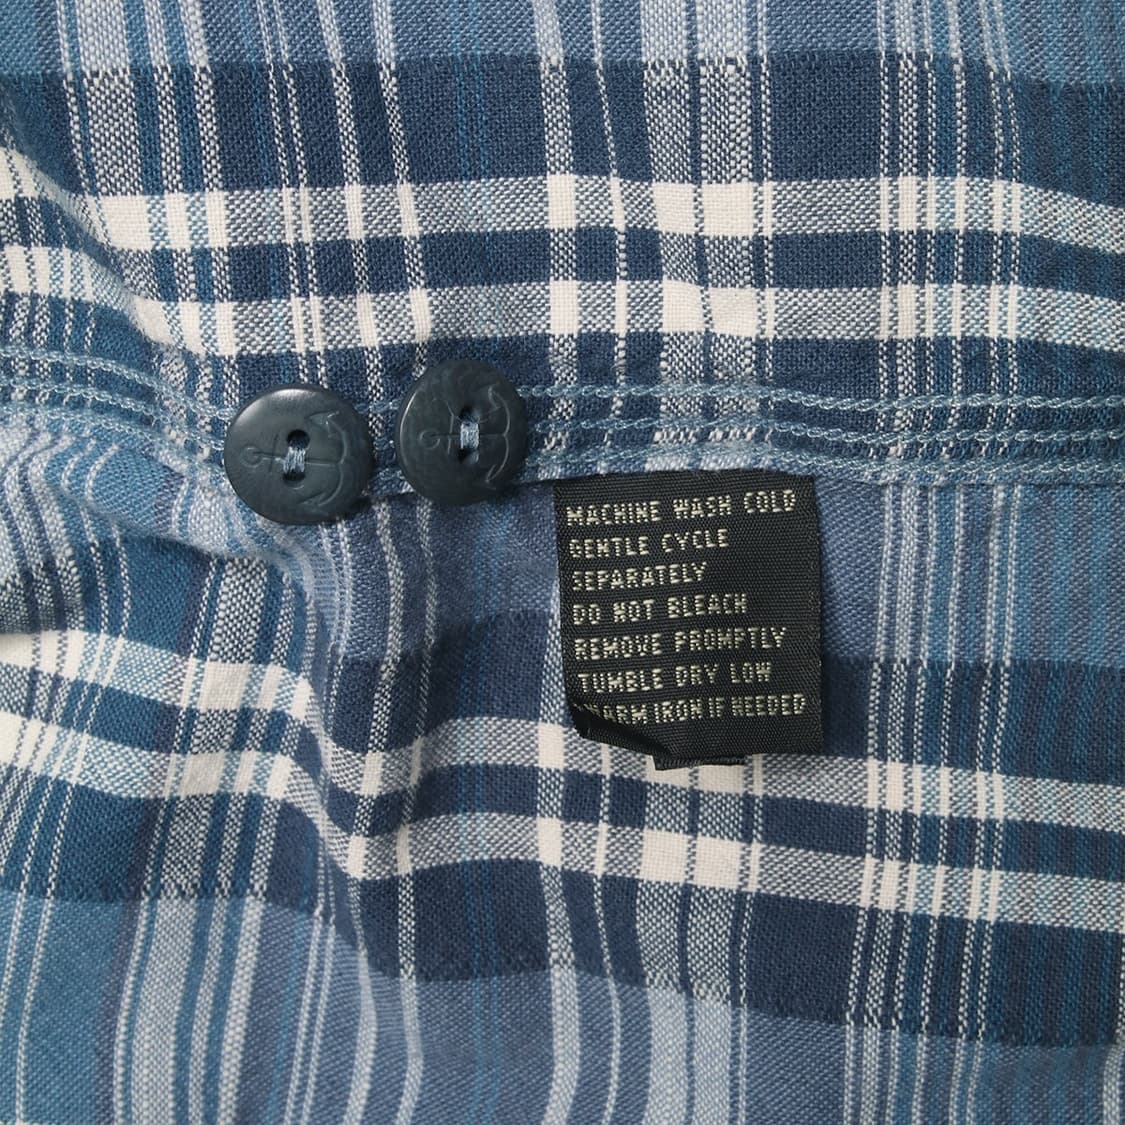 MACHINE WASH COLD
GENTLE CYCLE
SEPARATELY
DO NOT BLEACH
REMOVE PROMPTLY
TUMBLE DRY LOW
WARM IRON IF NEEDED